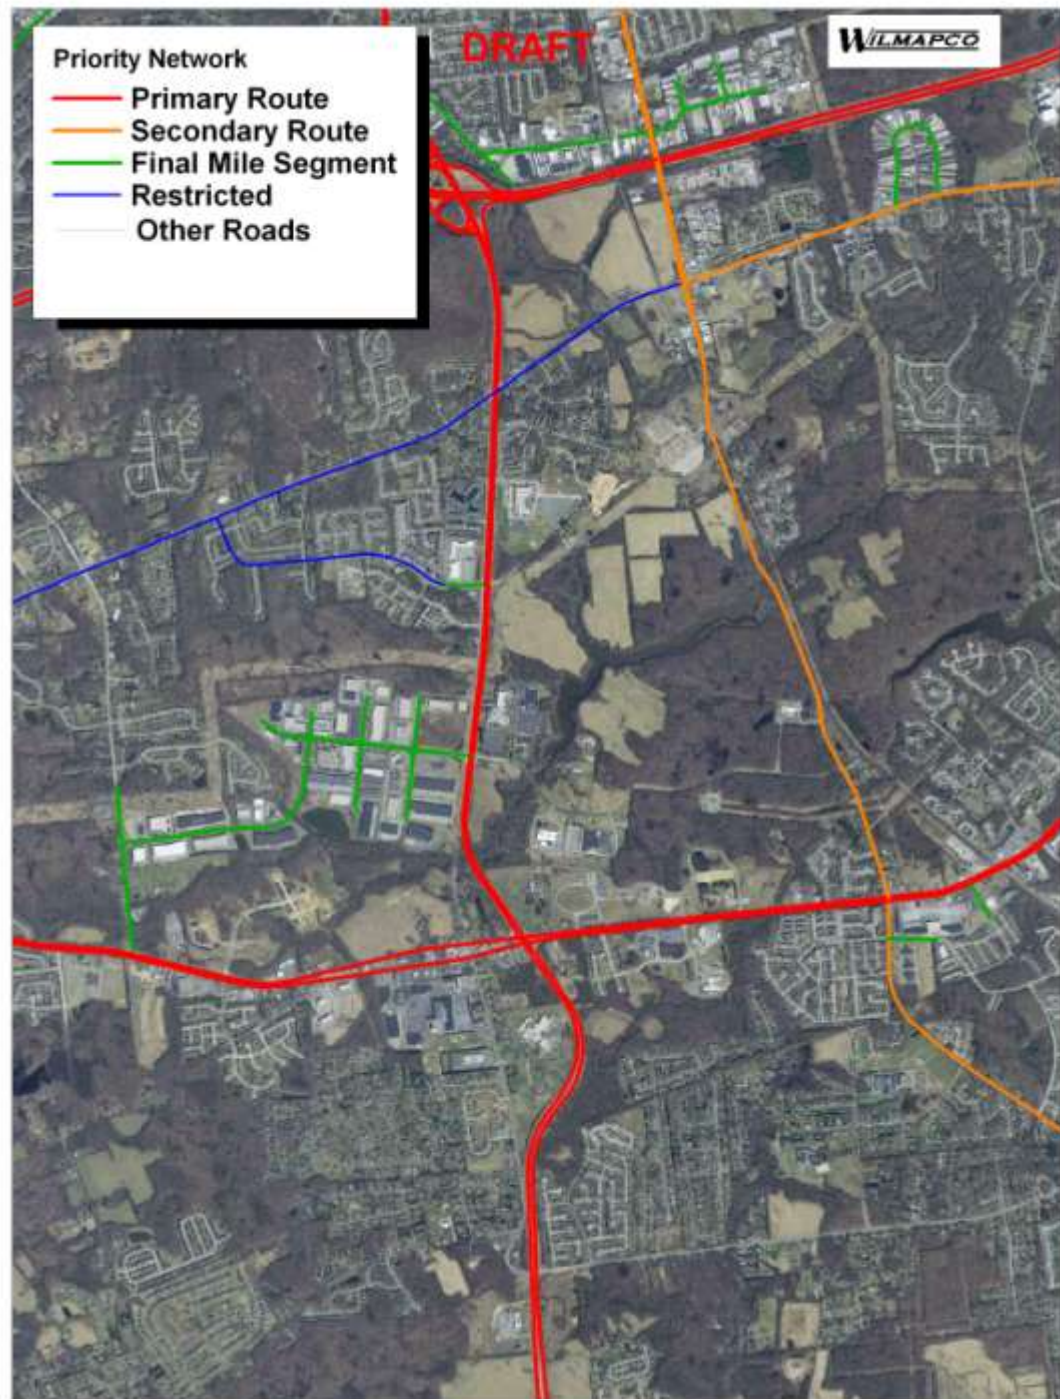 DRAFT
WILMAPCO
Priority Network
Primary Route
Secondary Route
Final Mile Segment
Restricted
Other Roads